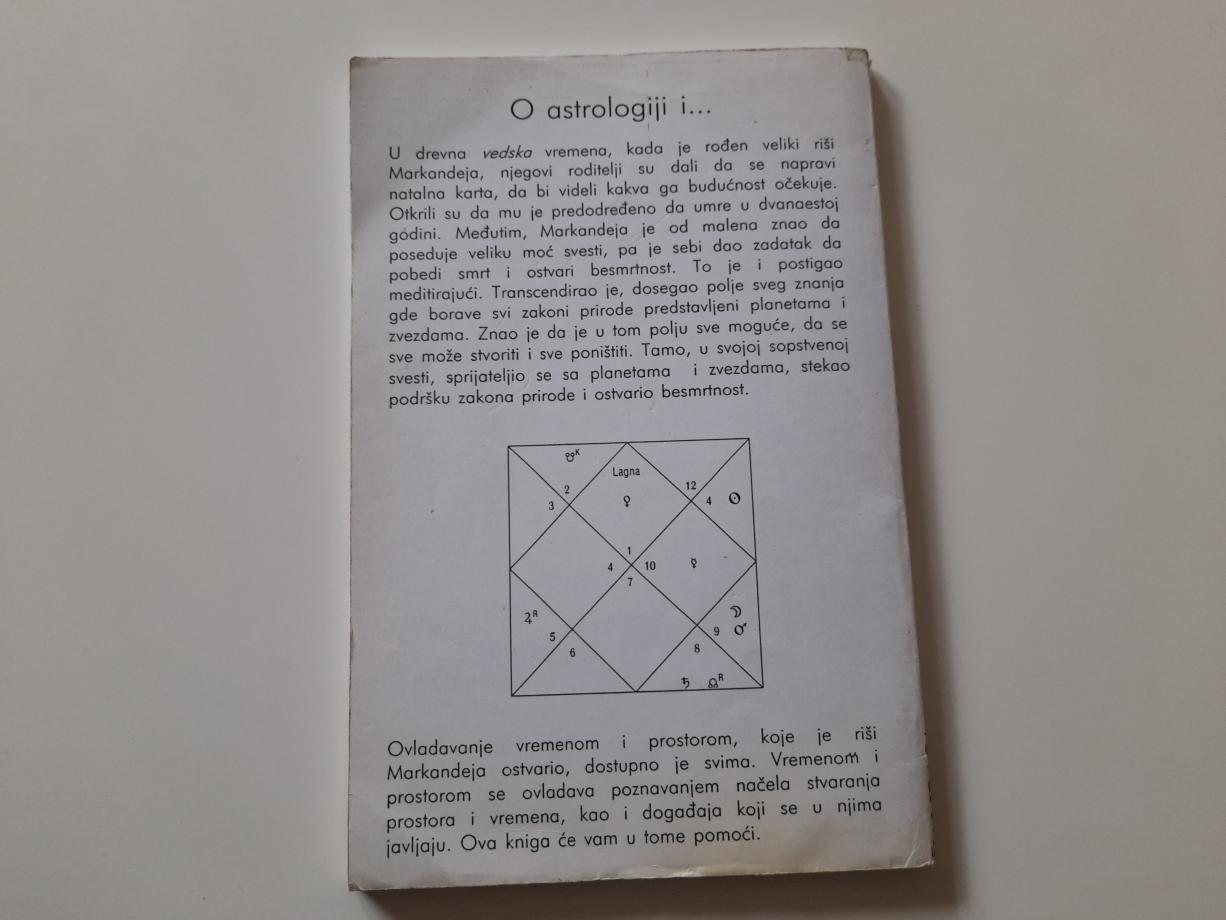 O astrologiji i...
U drevna vedska vremena, kada je rođen veliki riši
Markandeja, njegovi roditelji su dali da se napravi
natalna karta, da bi videli kakva ga budućnost očekuje.
Otkrili su da mu je predodređeno da umre u dvanaestoj
godini. Međutim, Markandeja je od malena znao da
poseduje veliku moć svesti, pa je sebi dao zadatak da
pobedi smrt i ostvari besmrtnost. To je i postigao
meditirajući. Transcendirao je, dosegao polje sveg znanja
gde borave svi zakoni prirode predstavljeni planetama i
zvezdama. Znao je da je u tom polju sve moguće, da se
sve može stvoriti i sve poništiti. Tamo, u svojoj sopstvenoj
svesti, sprijateljio se sa planetama i zvezdama, stekao
podršku zakona prirode i ostvario besmrtnost.
☋K
Lagna
2 12
3 ♀ 4 ☉
1
4 10 ☿
7
♃R ☽
5 9 ♂
6 8
♄ ☊R
Ovladavanje vremenom i prostorom, koje je riši
Markandeja ostvario, dostupno je svima. Vremenom i
prostorom se ovladava poznavanjem načela stvaranja
prostora i vremena, kao i događaja koji se u njima
javljaju. Ova kniga će vam u tome pomoći.